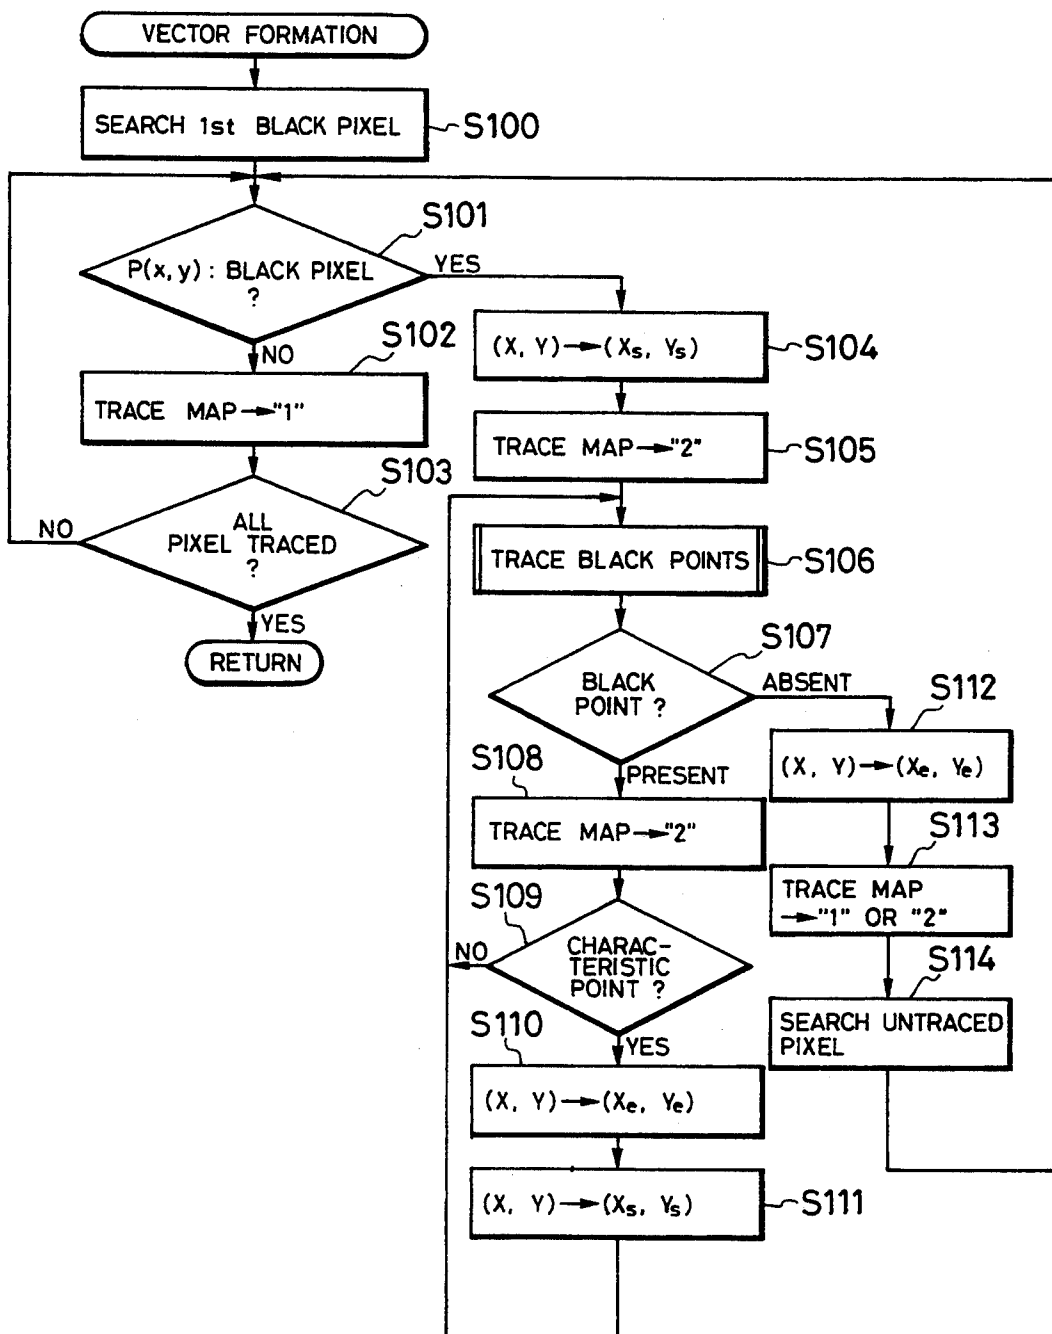 VECTOR FORMATION
SEARCH 1st BLACK PIXEL
S100
S101
P(x, y) : BLACK PIXEL
?
YES
NO
S102
TRACE MAP→"1"
S103
ALL
PIXEL TRACED
?
NO
YES
RETURN
(X, Y)→(Xs, Ys)
S104
TRACE MAP→"2"
S105
TRACE BLACK POINTS
S106
S107
BLACK
POINT ?
ABSENT
PRESENT
S108
TRACE MAP→"2"
S109
CHARAC-
TERISTIC
POINT ?
NO
YES
S110
(X, Y)→(Xe, Ye)
(X, Y)→(Xs, Ys)
S111
S112
(X, Y)→(Xe, Ye)
S113
TRACE MAP
→"1" OR "2"
S114
SEARCH UNTRACED
PIXEL